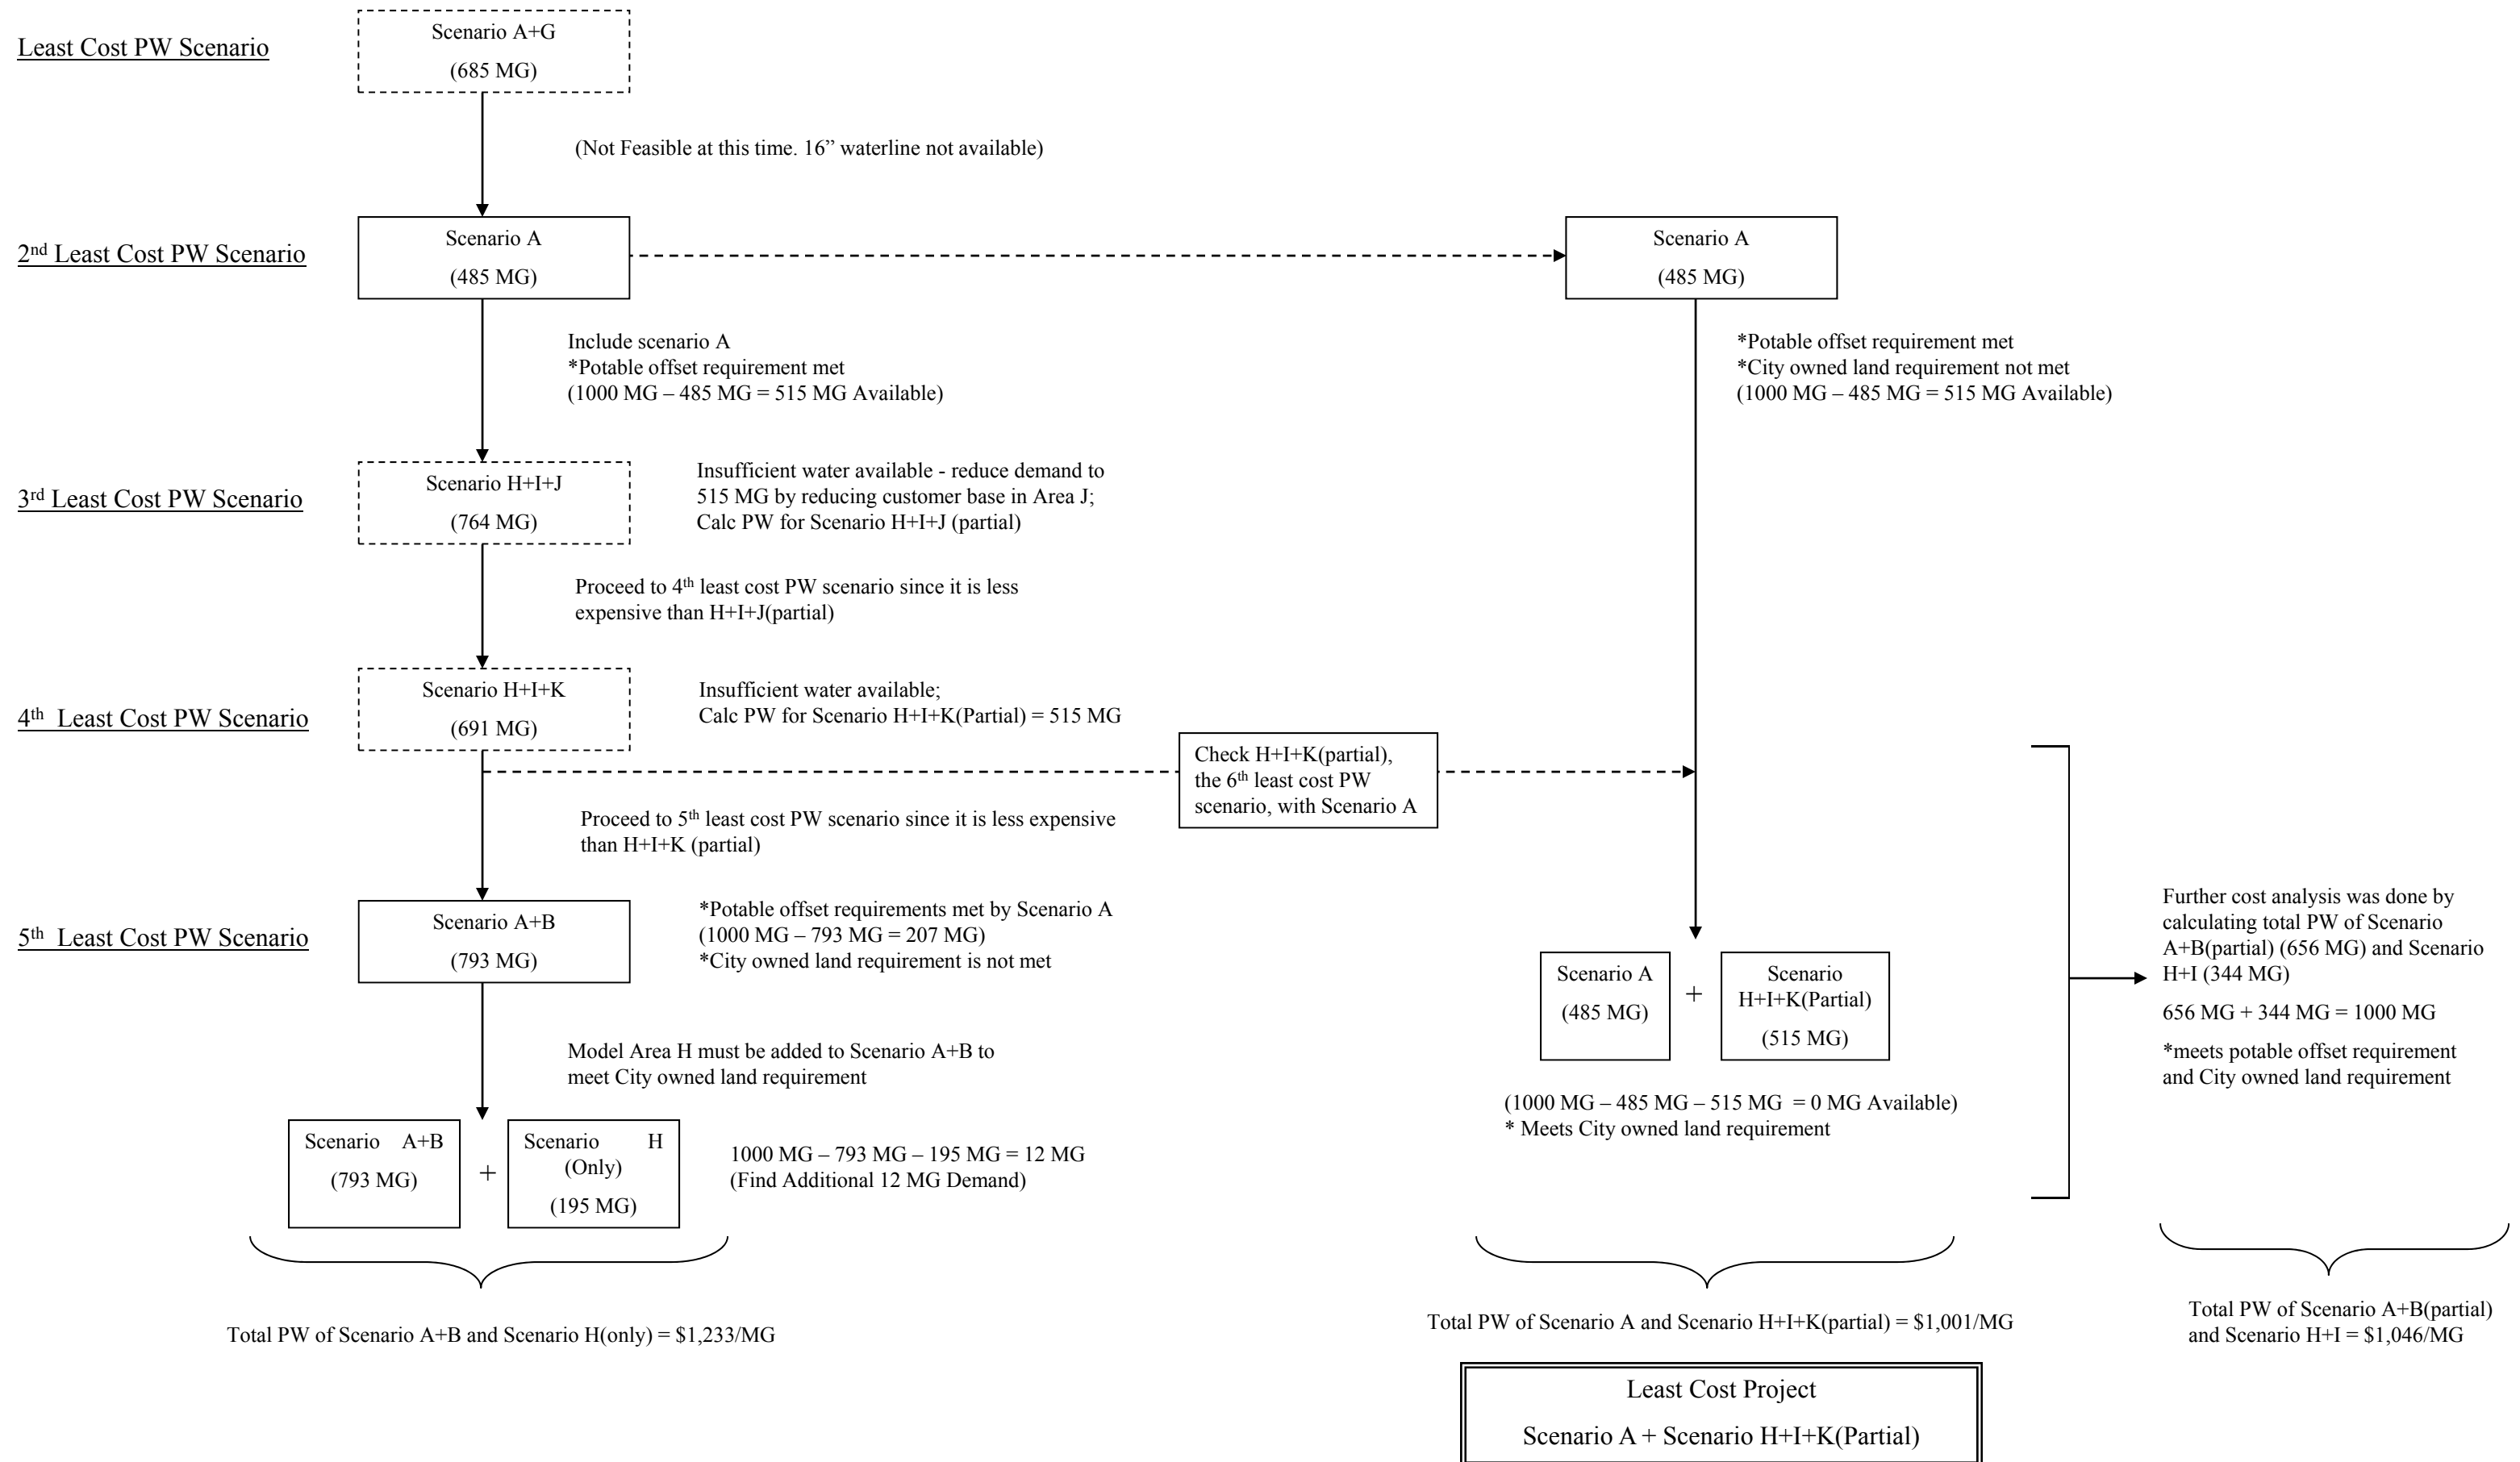 Least Cost PW Scenario
Scenario A+G
(685 MG)
(Not Feasible at this time. 16” waterline not available)
2nd Least Cost PW Scenario
Scenario A
(485 MG)
Scenario A
(485 MG)
Include scenario A
*Potable offset requirement met
(1000 MG – 485 MG = 515 MG Available)
*Potable offset requirement met
*City owned land requirement not met
(1000 MG – 485 MG = 515 MG Available)
3rd Least Cost PW Scenario
Scenario H+I+J
(764 MG)
Insufficient water available - reduce demand to
515 MG by reducing customer base in Area J;
Calc PW for Scenario H+I+J (partial)
Proceed to 4th least cost PW scenario since it is less
expensive than H+I+J(partial)
4th Least Cost PW Scenario
Scenario H+I+K
(691 MG)
Insufficient water available;
Calc PW for Scenario H+I+K(Partial) = 515 MG
Check H+I+K(partial),
the 6th least cost PW
scenario, with Scenario A
Proceed to 5th least cost PW scenario since it is less expensive
than H+I+K (partial)
5th Least Cost PW Scenario
Scenario A+B
(793 MG)
*Potable offset requirements met by Scenario A
(1000 MG – 793 MG = 207 MG)
*City owned land requirement is not met
Model Area H must be added to Scenario A+B to
meet City owned land requirement
Scenario A+B
(793 MG)
+
Scenario H
(Only)
(195 MG)
1000 MG – 793 MG – 195 MG = 12 MG
(Find Additional 12 MG Demand)
Total PW of Scenario A+B and Scenario H(only) = $1,233/MG
Scenario A
(485 MG)
+
Scenario
H+I+K(Partial)
(515 MG)
(1000 MG – 485 MG – 515 MG = 0 MG Available)
* Meets City owned land requirement
Total PW of Scenario A and Scenario H+I+K(partial) = $1,001/MG
Least Cost Project
Scenario A + Scenario H+I+K(Partial)
Further cost analysis was done by
calculating total PW of Scenario
A+B(partial) (656 MG) and Scenario
H+I (344 MG)
656 MG + 344 MG = 1000 MG
*meets potable offset requirement
and City owned land requirement
Total PW of Scenario A+B(partial)
and Scenario H+I = $1,046/MG